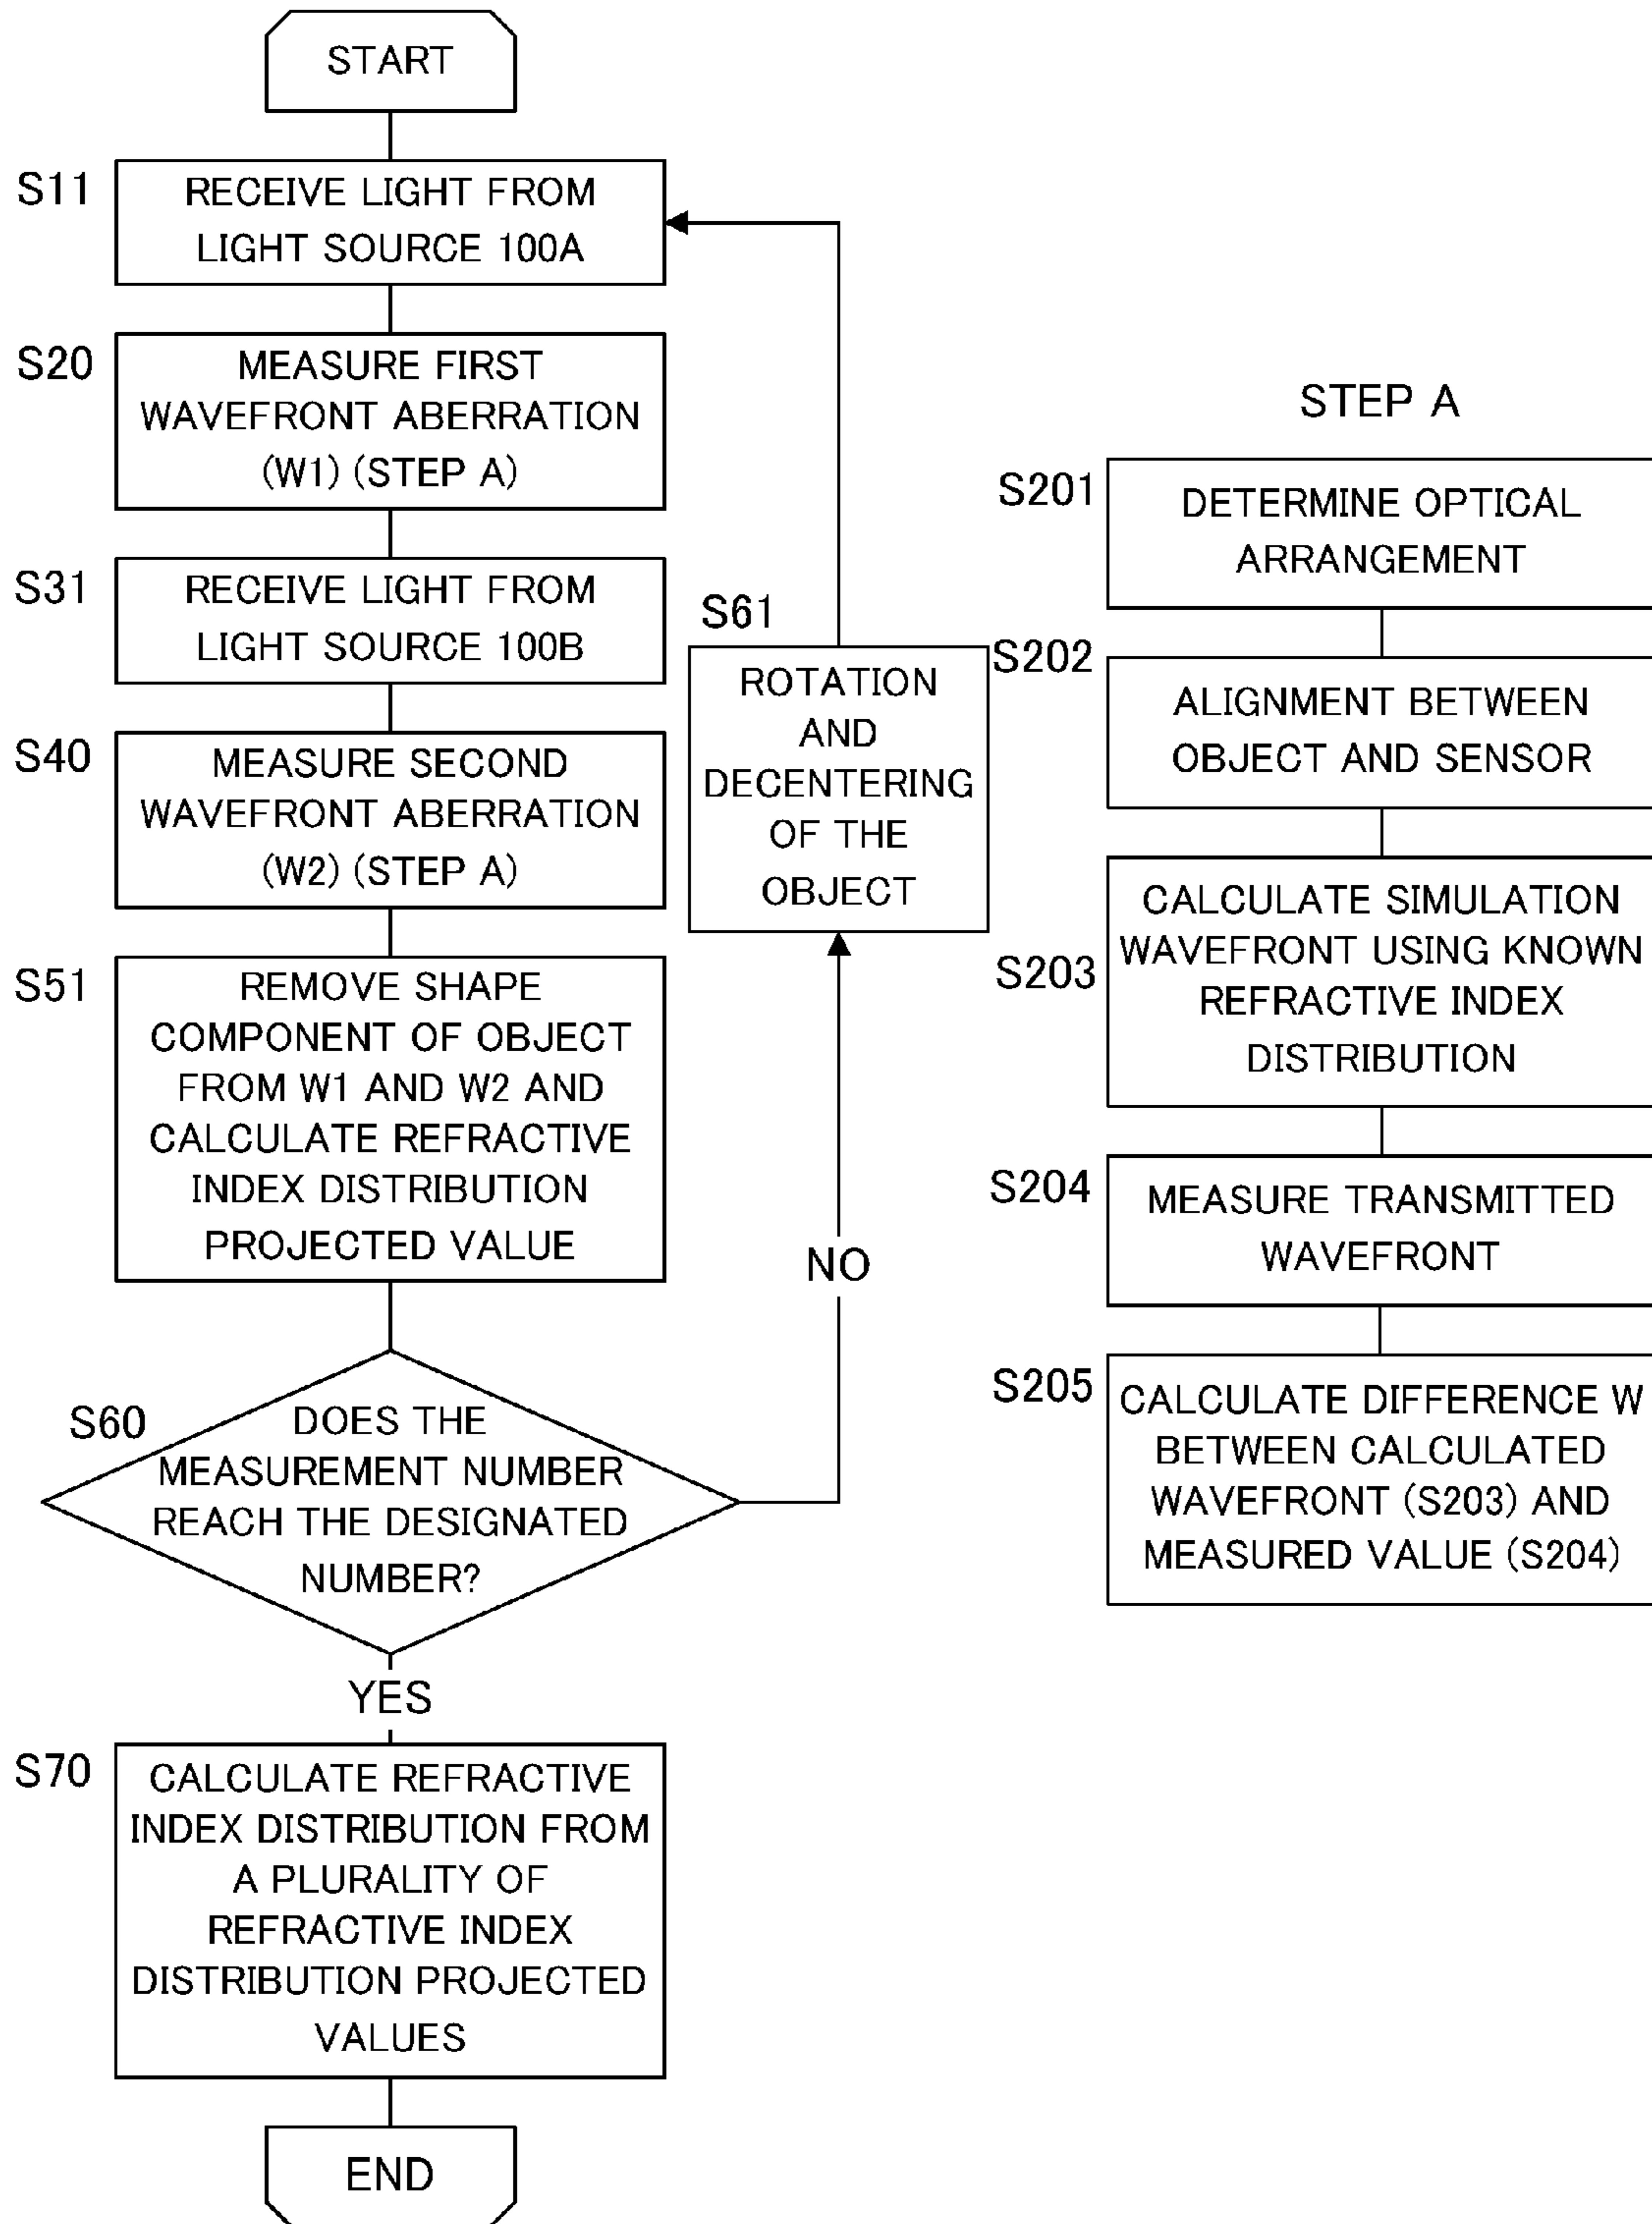 START
S11
RECEIVE LIGHT FROM
LIGHT SOURCE 100A
S20
MEASURE FIRST
WAVEFRONT ABERRATION
(W1) (STEP A)
S31
RECEIVE LIGHT FROM
LIGHT SOURCE 100B
S40
MEASURE SECOND
WAVEFRONT ABERRATION
(W2) (STEP A)
S51
REMOVE SHAPE
COMPONENT OF OBJECT
FROM W1 AND W2 AND
CALCULATE REFRACTIVE
INDEX DISTRIBUTION
PROJECTED VALUE
S60
DOES THE
MEASUREMENT NUMBER
REACH THE DESIGNATED
NUMBER?
NO
S61
ROTATION
AND
DECENTERING
OF THE
OBJECT
YES
S70
CALCULATE REFRACTIVE
INDEX DISTRIBUTION FROM
A PLURALITY OF
REFRACTIVE INDEX
DISTRIBUTION PROJECTED
VALUES
END
STEP A
S201
DETERMINE OPTICAL
ARRANGEMENT
S202
ALIGNMENT BETWEEN
OBJECT AND SENSOR
S203
CALCULATE SIMULATION
WAVEFRONT USING KNOWN
REFRACTIVE INDEX
DISTRIBUTION
S204
MEASURE TRANSMITTED
WAVEFRONT
S205
CALCULATE DIFFERENCE W
BETWEEN CALCULATED
WAVEFRONT (S203) AND
MEASURED VALUE (S204)